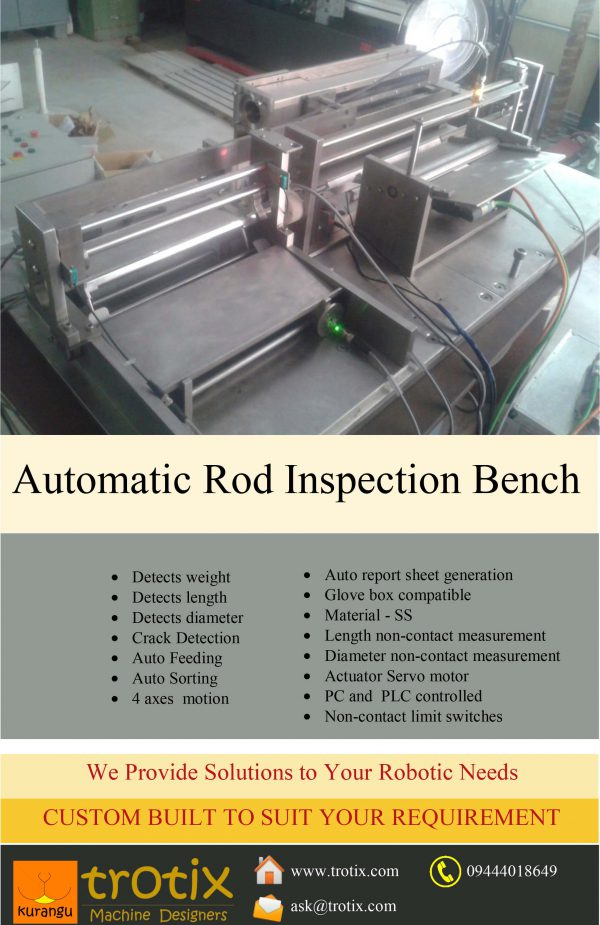 Automatic Rod Inspection Bench
• Detects weight
• Detects length
• Detects diameter
• Crack Detection
• Auto Feeding
• Auto Sorting
• 4 axes motion
• Auto report sheet generation
• Glove box compatible
• Material - SS
• Length non-contact measurement
• Diameter non-contact measurement
• Actuator Servo motor
• PC and PLC controlled
• Non-contact limit switches
We Provide Solutions to Your Robotic Needs
CUSTOM BUILT TO SUIT YOUR REQUIREMENT
kurangu
trotix
Machine Designers
www.trotix.com
ask@trotix.com
09444018649